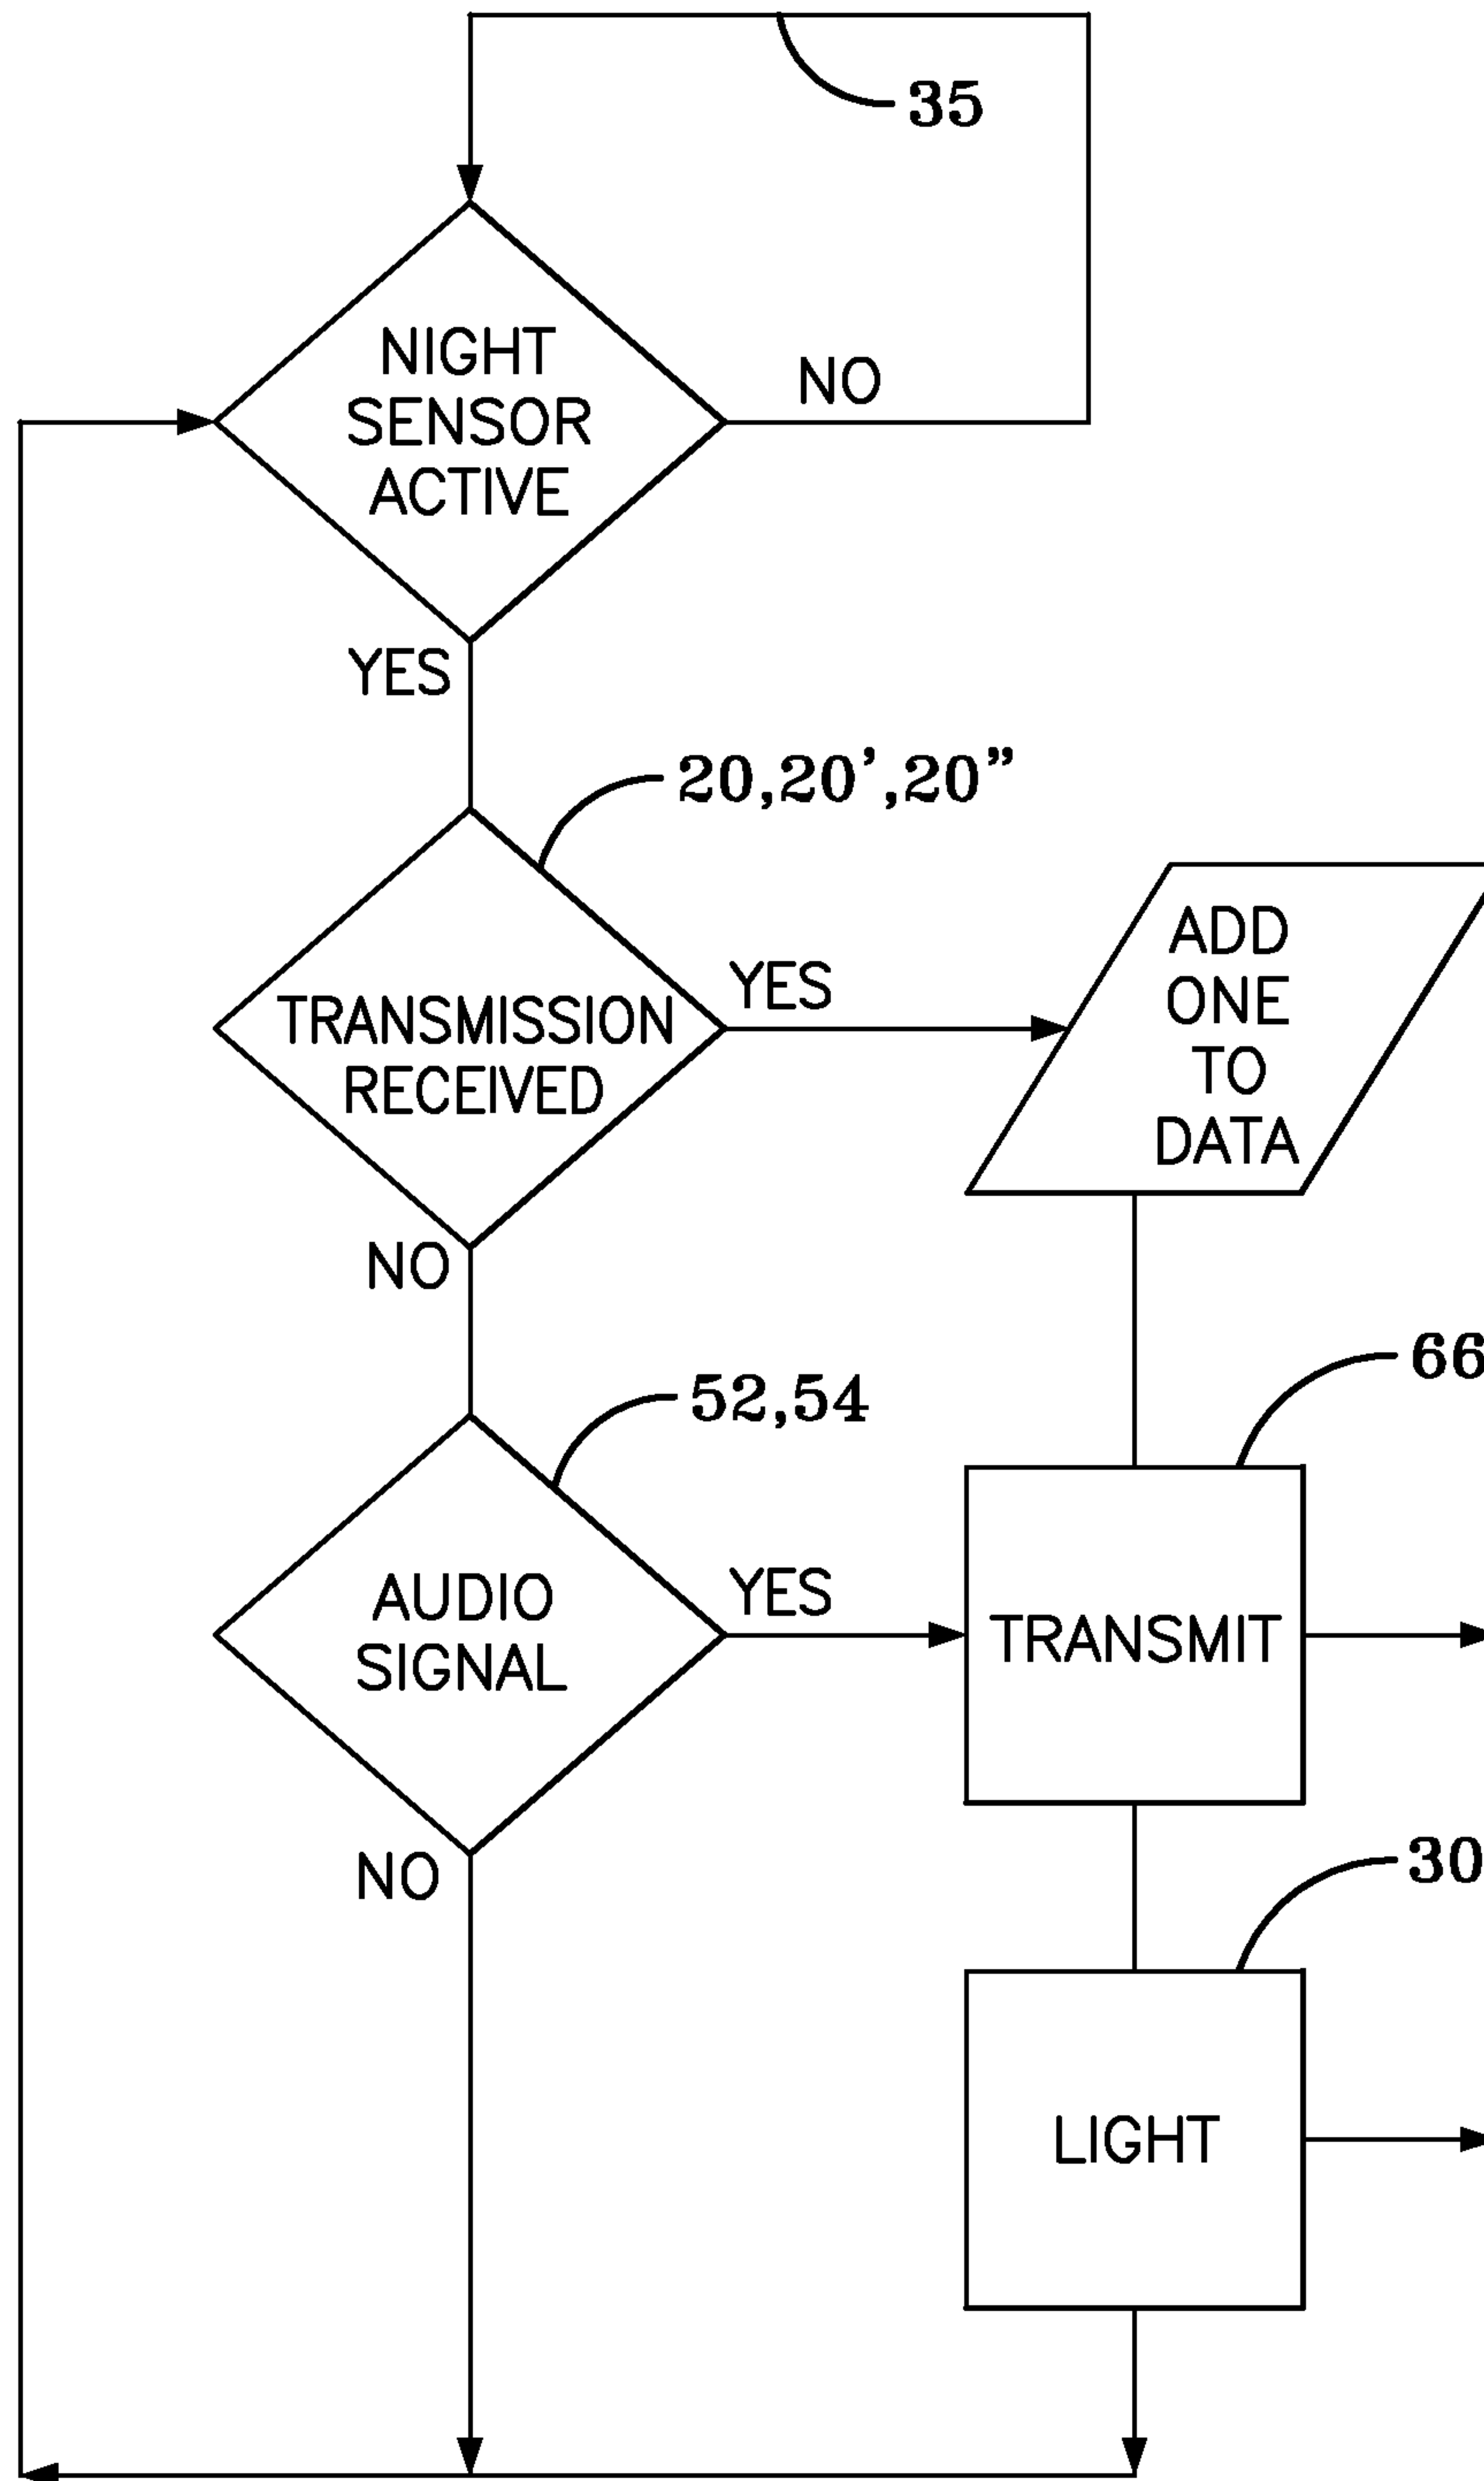 35
NIGHT
SENSOR
ACTIVE
NO
YES
20,20',20"
TRANSMISSION
RECEIVED
YES
ADD
ONE
TO
DATA
NO
66
52,54
AUDIO
SIGNAL
YES
TRANSMIT
NO
30
LIGHT